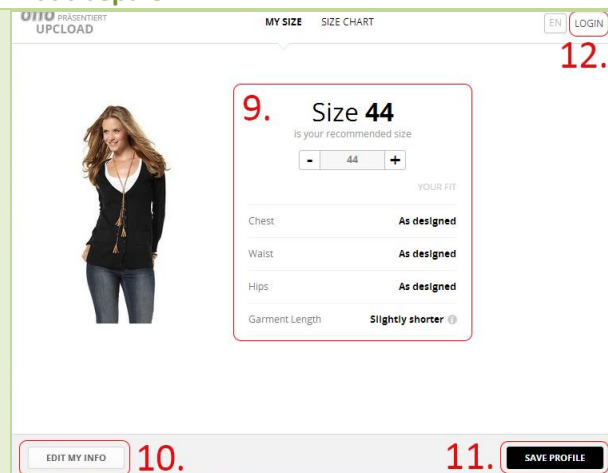 OTTO PRÄSENTIERT
UPCLOAD
MY SIZE SIZE CHART
EN LOGIN
12.
9. Size 44
is your recommended size
- 44 +
YOUR FIT
Chest As designed
Waist As designed
Hips As designed
Garment Length Slightly shorter i
EDIT MY INFO 10.
11. SAVE PROFILE